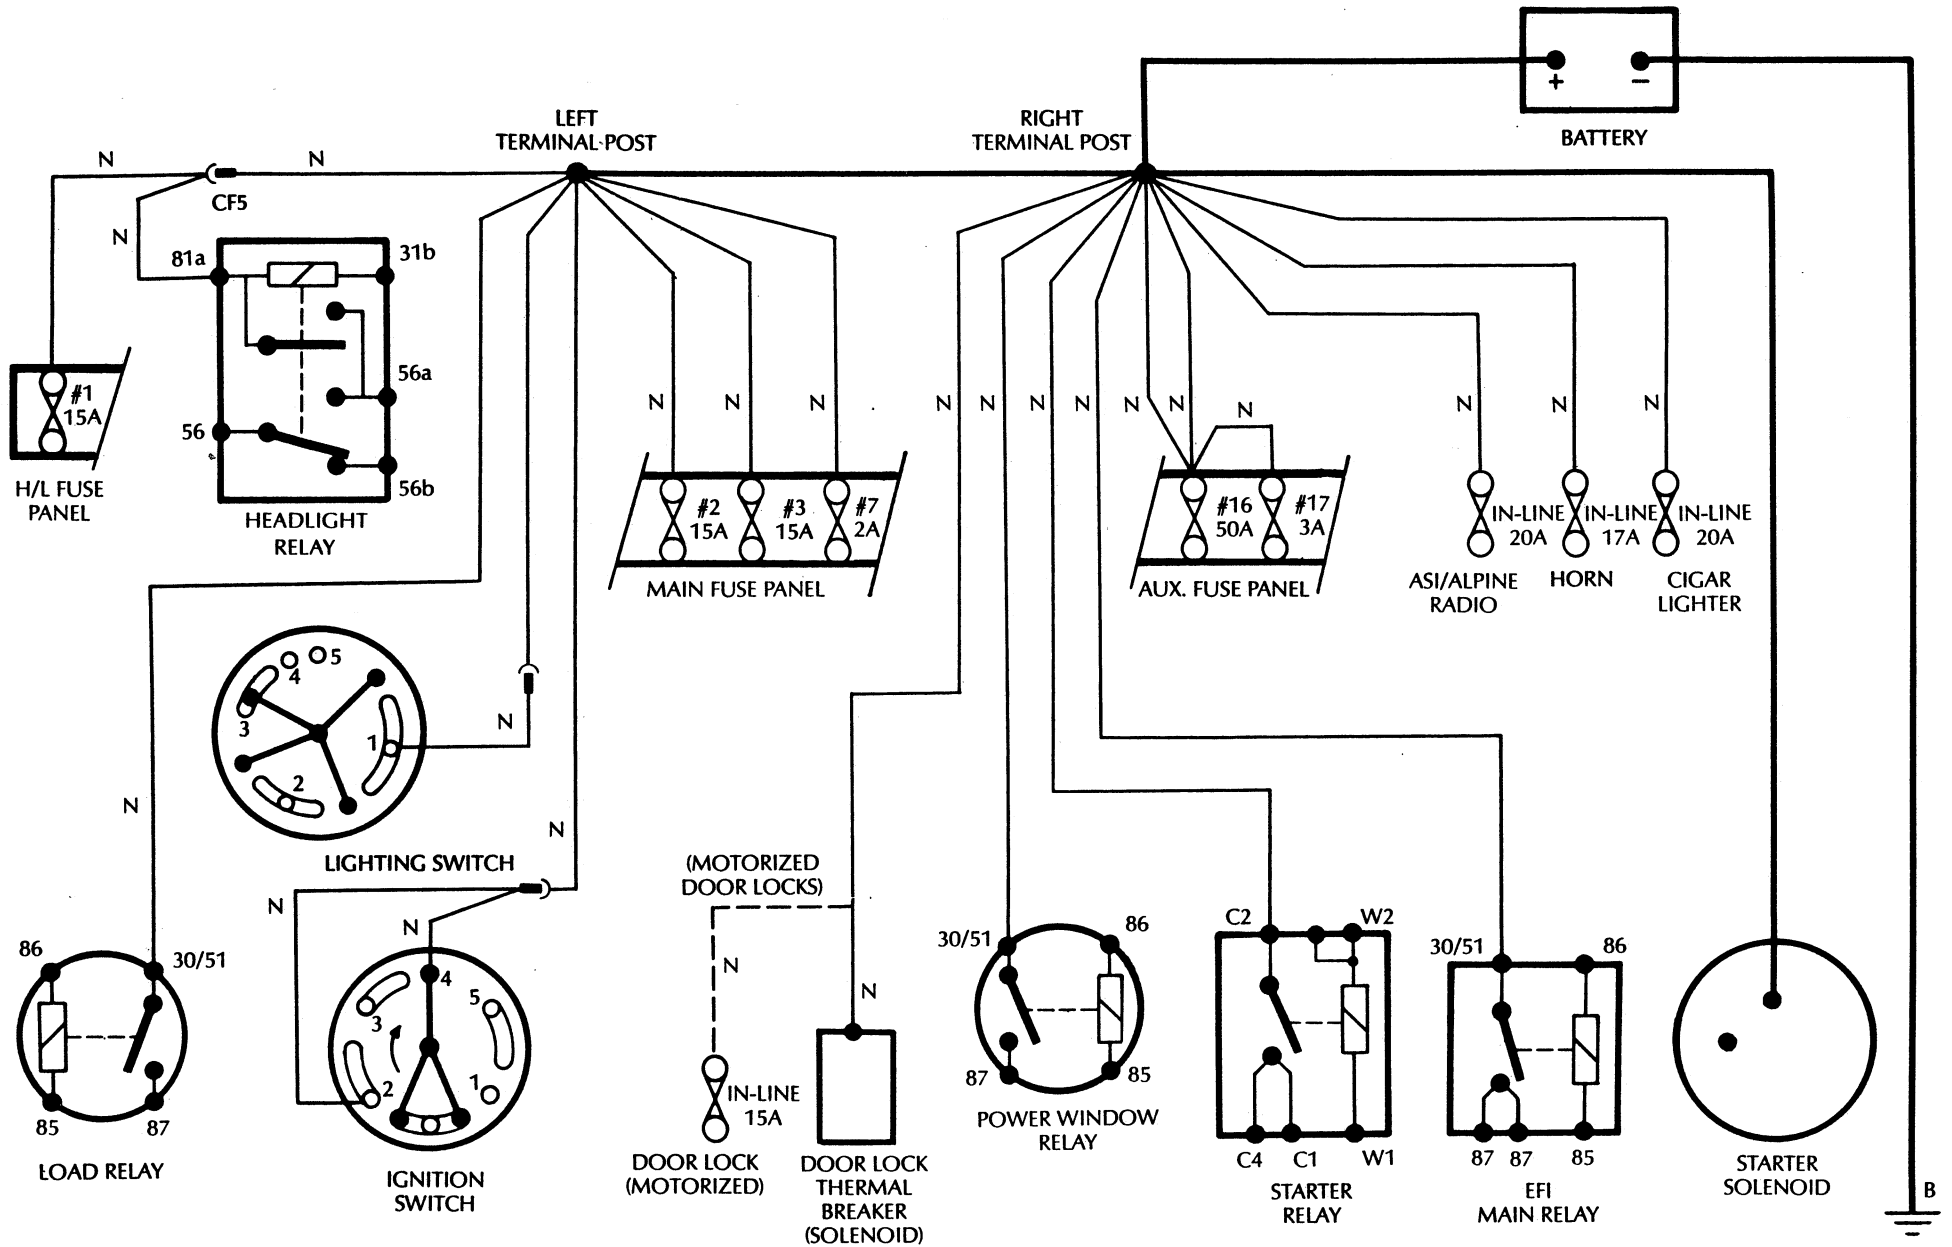 +
−
BATTERY
LEFT
TERMINAL POST
RIGHT
TERMINAL POST
N
N
CF5
N
81a
31b
56a
56
56b
#1
15A
H/L FUSE
PANEL
HEADLIGHT
RELAY
N
N
N
#2
15A
#3
15A
#7
2A
MAIN FUSE PANEL
N
N
N
N
N
N
N
#16
50A
#17
3A
AUX. FUSE PANEL
N
N
N
IN-LINE
20A
IN-LINE
17A
IN-LINE
20A
ASI/ALPINE
RADIO
HORN
CIGAR
LIGHTER
5
4
3
1
2
N
LIGHTING SWITCH
N
N
N
N
4
3
5
2
1
IGNITION
SWITCH
86
30/51
85
87
LOAD RELAY
(MOTORIZED
DOOR LOCKS)
N
N
IN-LINE
15A
DOOR LOCK
(MOTORIZED)
DOOR LOCK
THERMAL
BREAKER
(SOLENOID)
30/51
86
87
85
POWER WINDOW
RELAY
C2
W2
C4
C1
W1
STARTER
RELAY
30/51
86
87
87
85
EFI
MAIN RELAY
STARTER
SOLENOID
B